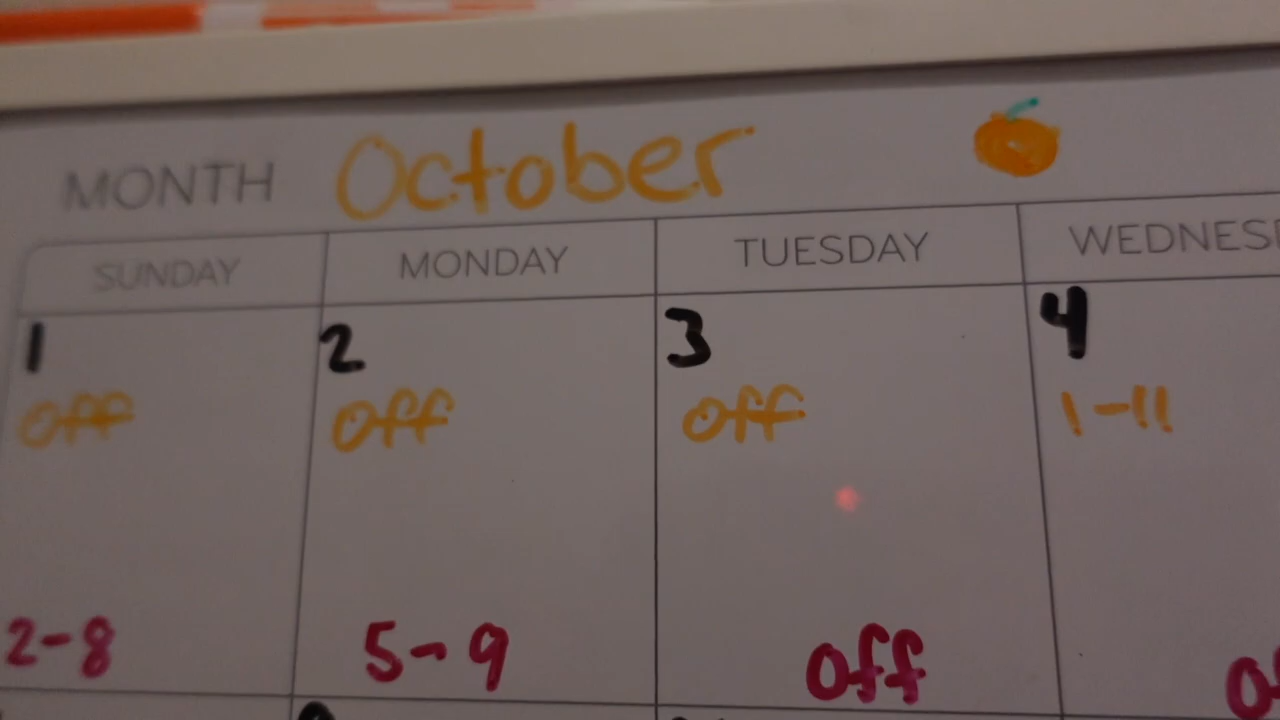 MONTH October
SUNDAY MONDAY TUESDAY
1 2 3 4
off off off 1-11
2-8 5-9 off